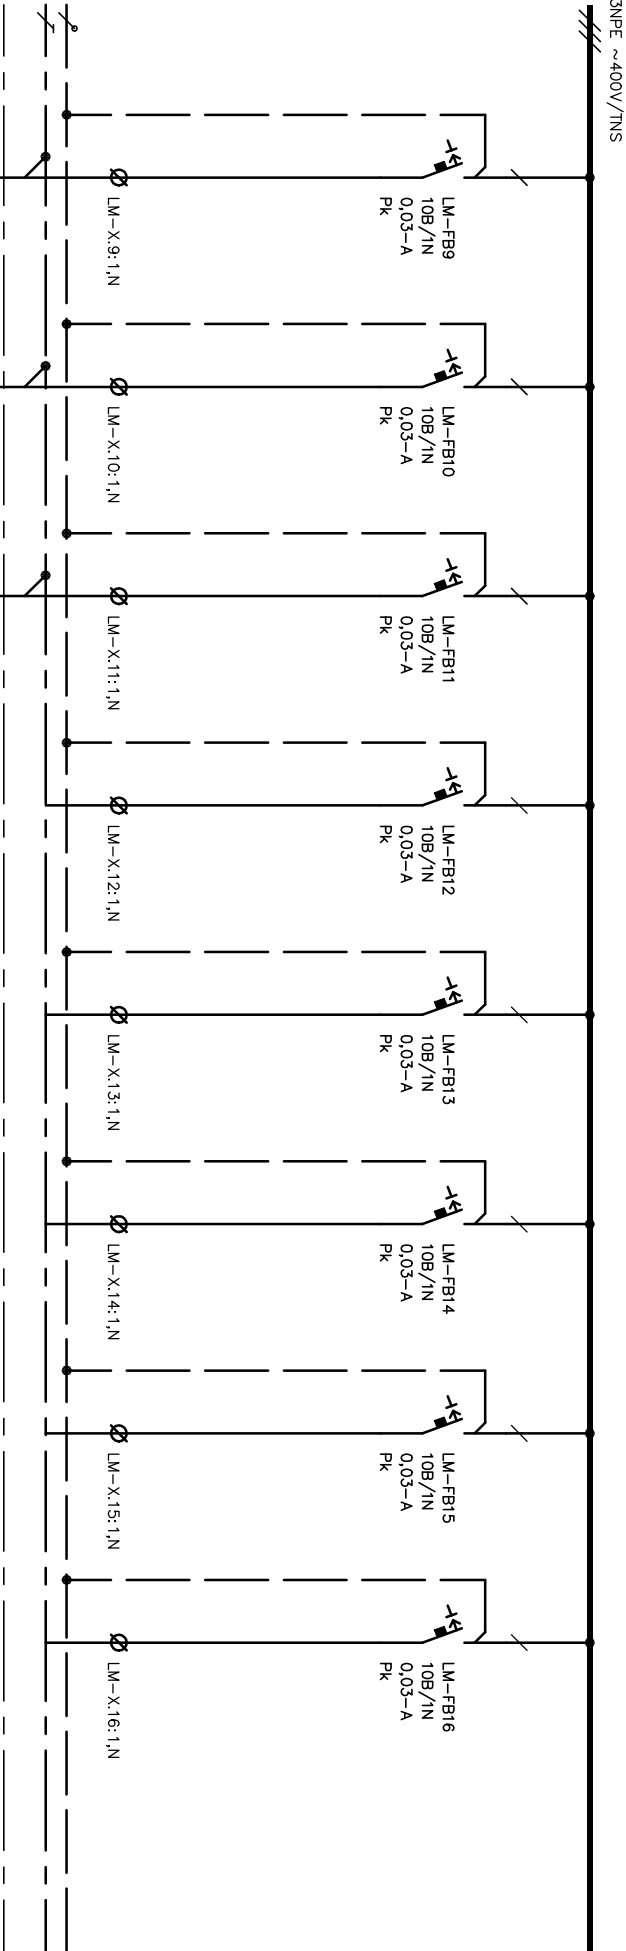 3NPE ~400V/TNS
LM-FB9
10B/1N
0,03-A
Pk
LM-X.9:1,N
LM-FB10
10B/1N
0,03-A
Pk
LM-X.10:1,N
LM-FB11
10B/1N
0,03-A
Pk
LM-X.11:1,N
LM-FB12
10B/1N
0,03-A
Pk
LM-X.12:1,N
LM-FB13
10B/1N
0,03-A
Pk
LM-X.13:1,N
LM-FB14
10B/1N
0,03-A
Pk
LM-X.14:1,N
LM-FB15
10B/1N
0,03-A
Pk
LM-X.15:1,N
LM-FB16
10B/1N
0,03-A
Pk
LM-X.16:1,N